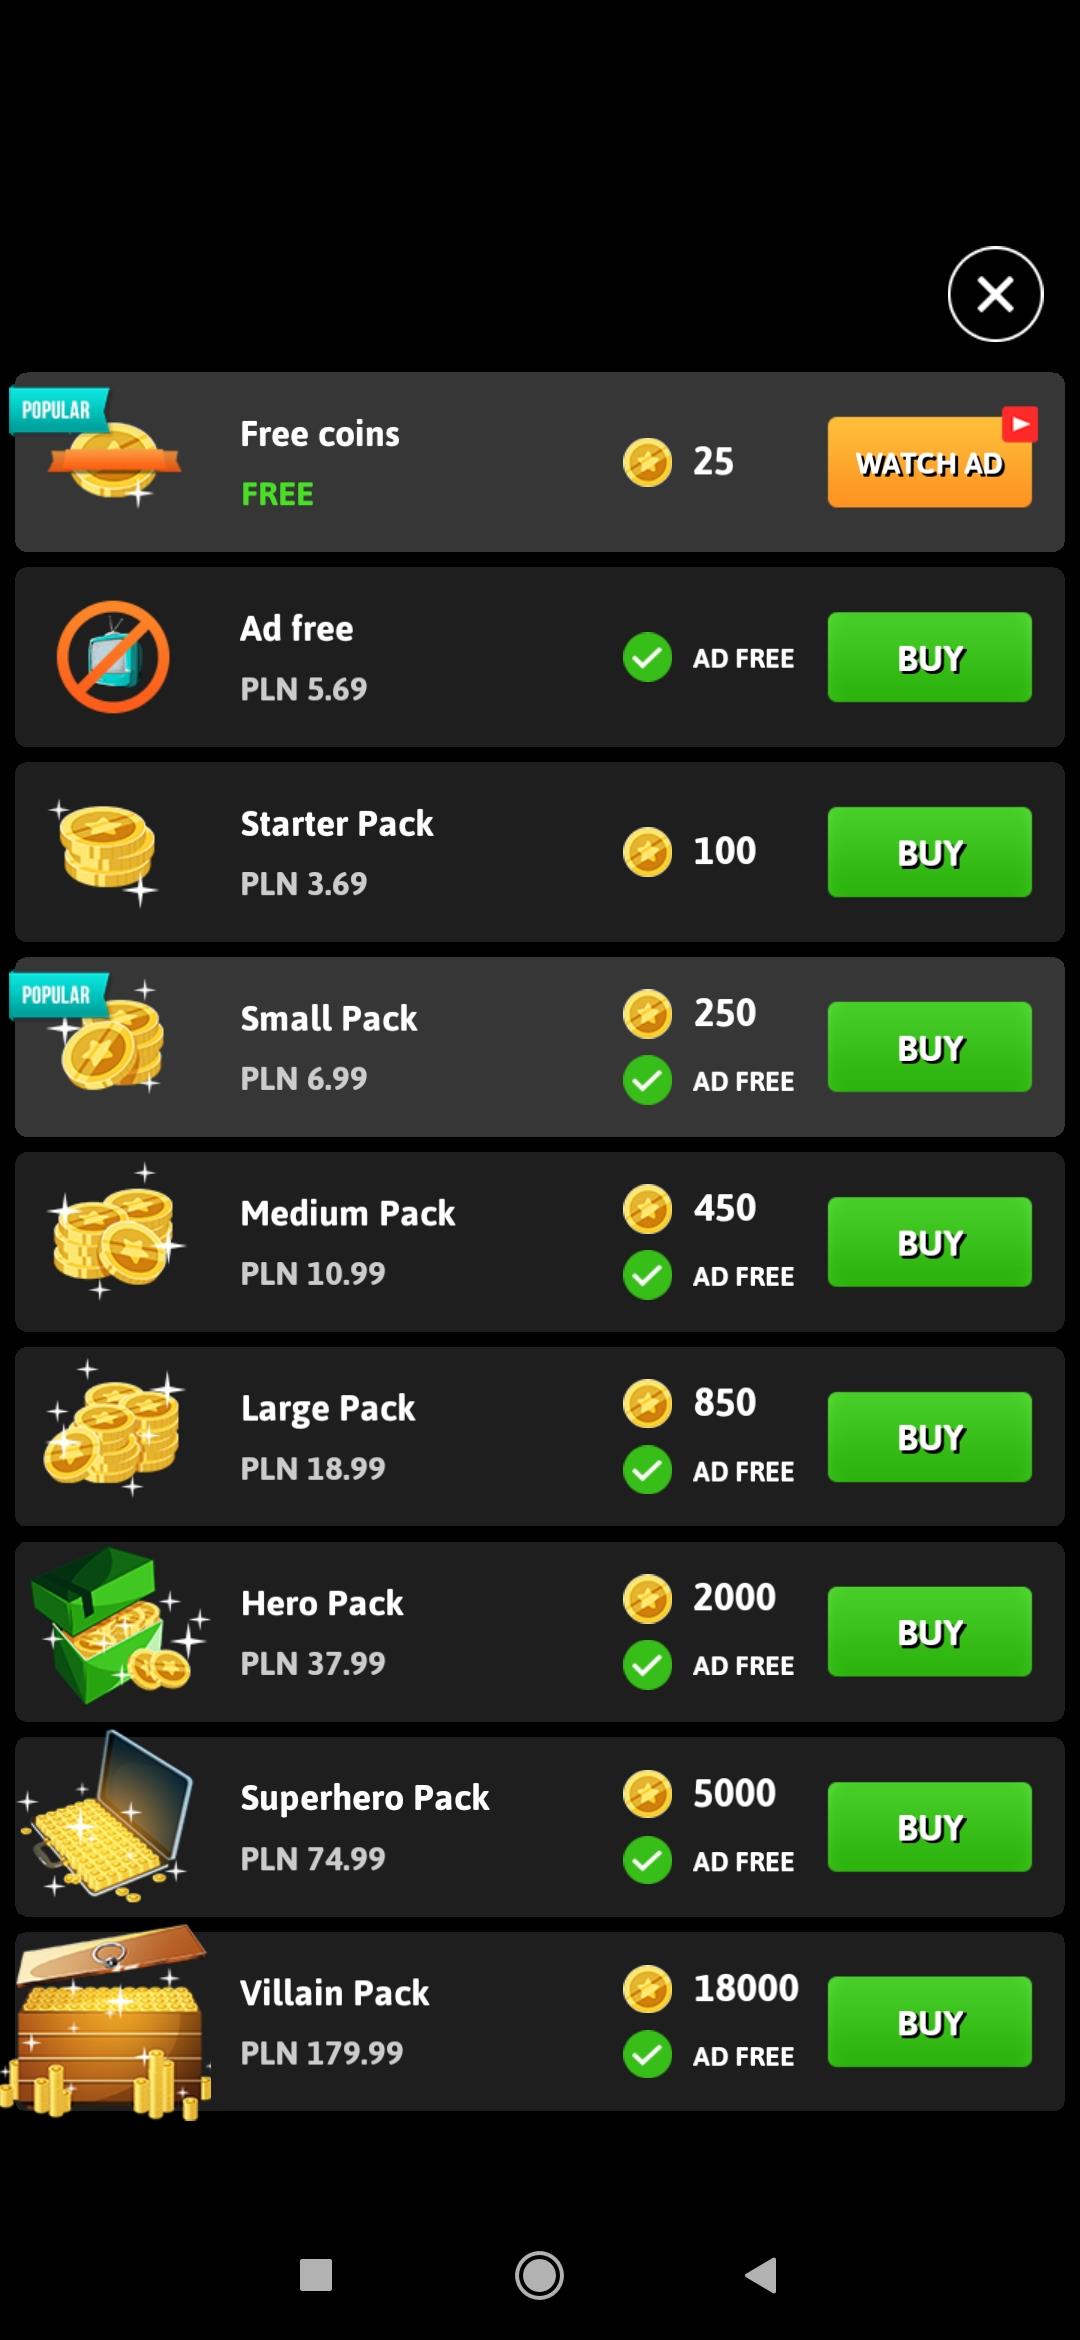 POPULAR
Free coins
FREE
25
WATCH AD
Ad free
PLN 5.69
AD FREE
BUY
Starter Pack
PLN 3.69
100
BUY
POPULAR
Small Pack
PLN 6.99
250
AD FREE
BUY
Medium Pack
PLN 10.99
450
AD FREE
BUY
Large Pack
PLN 18.99
850
AD FREE
BUY
Hero Pack
PLN 37.99
2000
AD FREE
BUY
Superhero Pack
PLN 74.99
5000
AD FREE
BUY
Villain Pack
PLN 179.99
18000
AD FREE
BUY